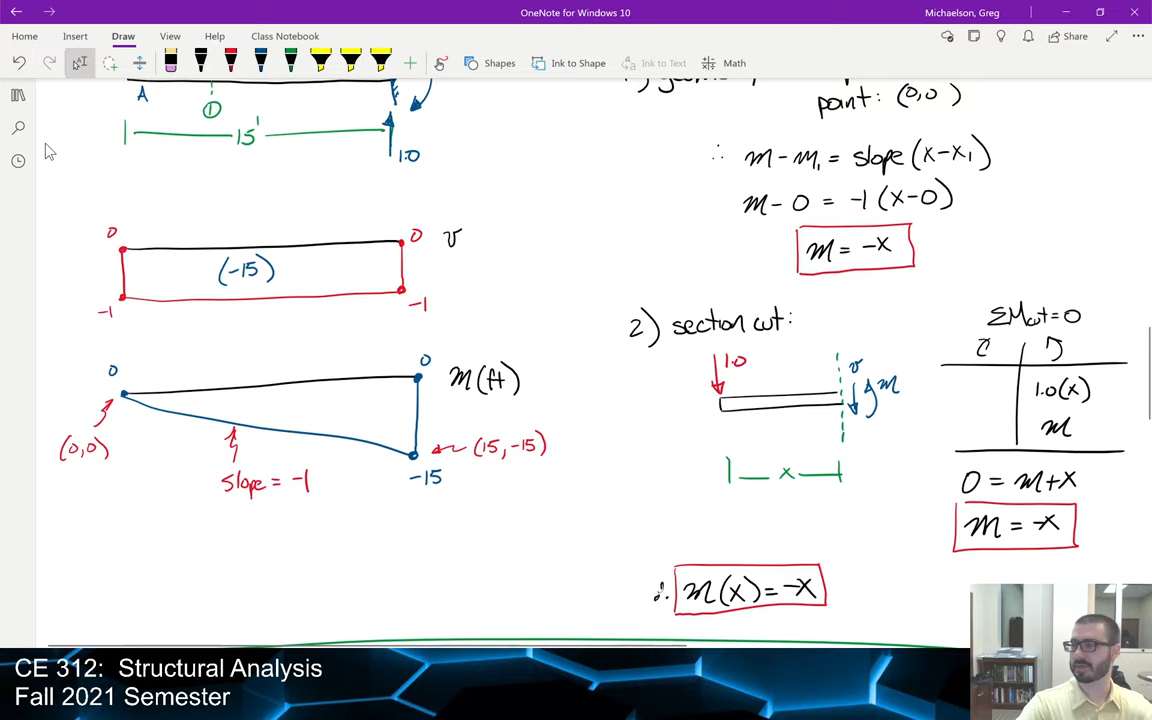 OneNote for Windows 10
Michaelson, Greg
Home Insert Draw View Help Class Notebook
Share
Shapes Ink to Shape Ink to Text Math
A
1
15'
1.0
0 0 v
(-15)
-1 -1
0 0 m(ft)
(0,0)
slope = -1
(15, -15)
-15
point: (0,0)
∴ m-m₁ = slope(x-x₁)
m-0 = -1(x-0)
m = -x
2) section cut:
1.0
v
m
x
ΣMcut=0
1.0(x)
m
0 = m+x
m = -x
m(x) = -x
CE 312: Structural Analysis
Fall 2021 Semester